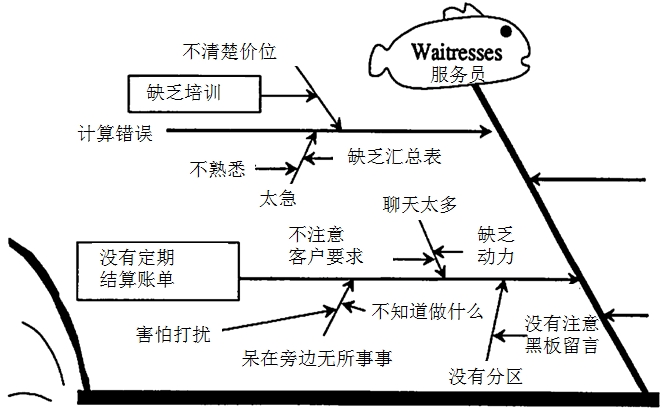 Waitresses
服务员
不清楚价位
缺乏培训
计算错误
不熟悉
缺乏汇总表
太急
聊天太多
不注意
客户要求
缺乏
动力
没有定期
结算账单
不知道做什么
害怕打扰
没有注意
黑板留言
呆在旁边无所事事
没有分区